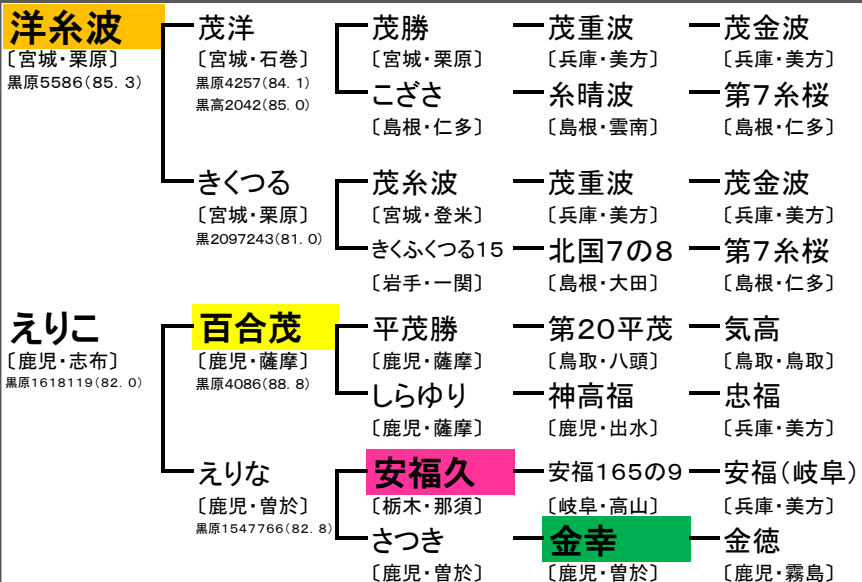 洋糸波 茂洋 茂勝 茂重波 茂金波
〔宮城・栗原〕 〔宮城・石巻〕 〔宮城・栗原〕 〔兵庫・美方〕 〔兵庫・美方〕
黒原5586(85.3) 黒原4257(84.1) こざさ 糸晴波 第7糸桜
黒高2042(85.0) 〔島根・仁多〕 〔島根・雲南〕 〔島根・仁多〕
きくつる 茂糸波 茂重波 茂金波
〔宮城・栗原〕 〔宮城・登米〕 〔兵庫・美方〕 〔兵庫・美方〕
黒2097243(81.0) きくふくつる15 北国7の8 第7糸桜
〔岩手・一関〕 〔島根・大田〕 〔島根・仁多〕
えりこ 百合茂 平茂勝 第20平茂 気高
〔鹿児・志布〕 〔鹿児・薩摩〕 〔鹿児・薩摩〕 〔鳥取・八頭〕 〔鳥取・鳥取〕
黒原1618119(82.0) 黒原4086(88.8) しらゆり 神高福 忠福
〔鹿児・薩摩〕 〔鹿児・出水〕 〔兵庫・美方〕
えりな 安福久 安福165の9 安福(岐阜)
〔鹿児・曽於〕 〔栃木・那須〕 〔岐阜・高山〕 〔兵庫・美方〕
黒原1547766(82.8) さつき 金幸 金徳
〔鹿児・曽於〕 〔鹿児・曽於〕 〔鹿児・霧島〕